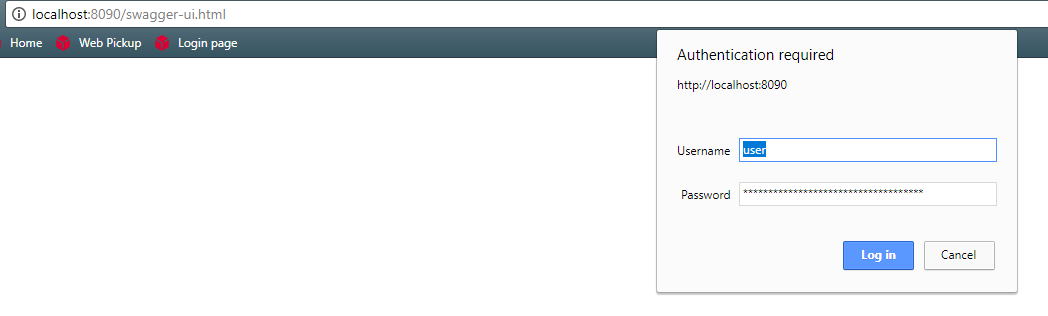 localhost:8090/swagger-ui.html
Home Web Pickup Login page
Authentication required
http://localhost:8090
Username user
Password ************************************
Log in Cancel